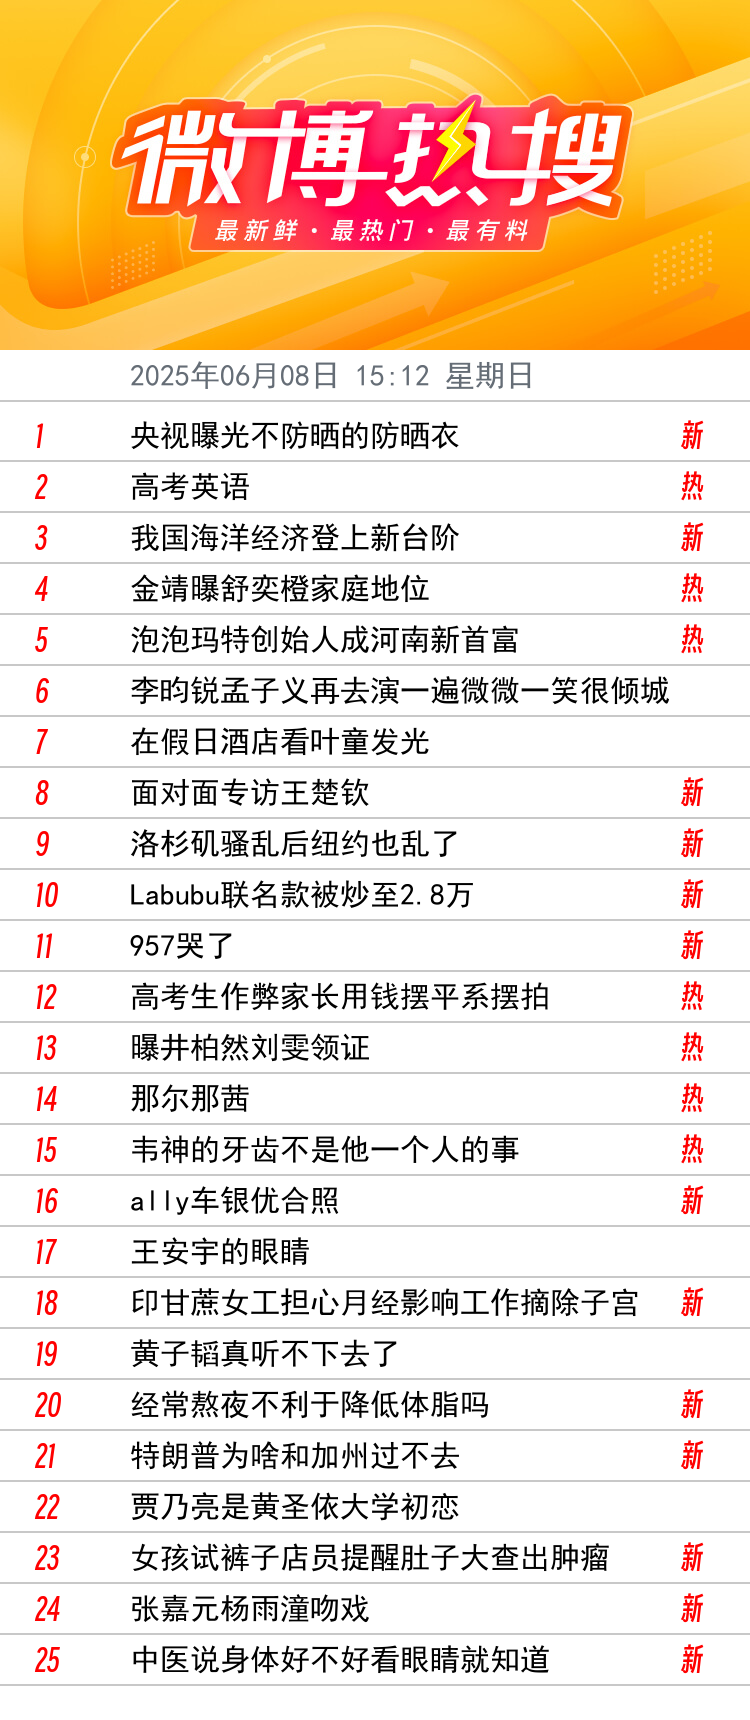 微博热搜
最新鲜·最热门·最有料
2025年06月08日 15:12 星期日
1 央视曝光不防晒的防晒衣 新
2 高考英语 热
3 我国海洋经济登上新台阶 新
4 金靖曝舒奕橙家庭地位 热
5 泡泡玛特创始人成河南新首富 热
6 李昀锐孟子义再去演一遍微微一笑很倾城
7 在假日酒店看叶童发光
8 面对面专访王楚钦 新
9 洛杉矶骚乱后纽约也乱了 新
10 Labubu联名款被炒至2.8万 新
11 957哭了 新
12 高考生作弊家长用钱摆平系摆拍 热
13 曝井柏然刘雯领证 热
14 那尔那茜 热
15 韦神的牙齿不是他一个人的事 热
16 ally车银优合照 新
17 王安宇的眼睛
18 印甘蔗女工担心月经影响工作摘除子宫 新
19 黄子韬真听不下去了
20 经常熬夜不利于降低体脂吗 新
21 特朗普为啥和加州过不去 新
22 贾乃亮是黄圣依大学初恋
23 女孩试裤子店员提醒肚子大查出肿瘤 新
24 张嘉元杨雨潼吻戏 新
25 中医说身体好不好看眼睛就知道 新